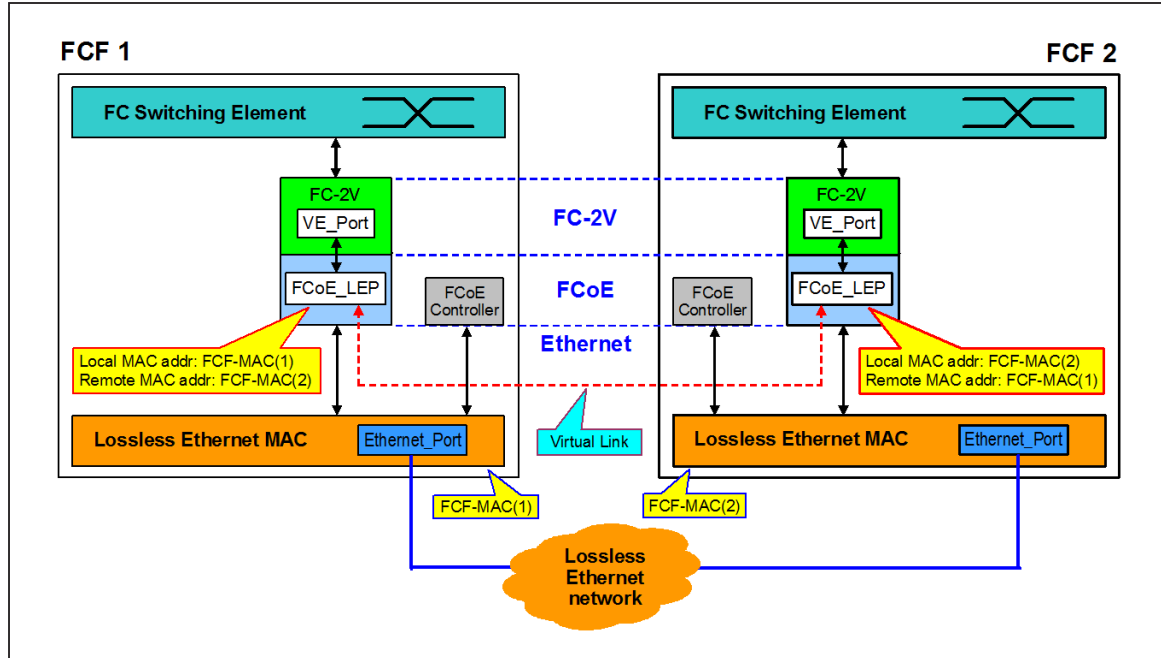 FCF 1
FCF 2
FC Switching Element
FC Switching Element
FC-2V
VE_Port
FC-2V
FC-2V
VE_Port
FCoE_LEP
FCoE
Controller
FCoE
FCoE
Controller
FCoE_LEP
Ethernet
Local MAC addr: FCF-MAC(1)
Remote MAC addr: FCF-MAC(2)
Local MAC addr: FCF-MAC(2)
Remote MAC addr: FCF-MAC(1)
Lossless Ethernet MAC
Ethernet_Port
Virtual Link
Lossless Ethernet MAC
Ethernet_Port
FCF-MAC(1)
FCF-MAC(2)
Lossless
Ethernet
network